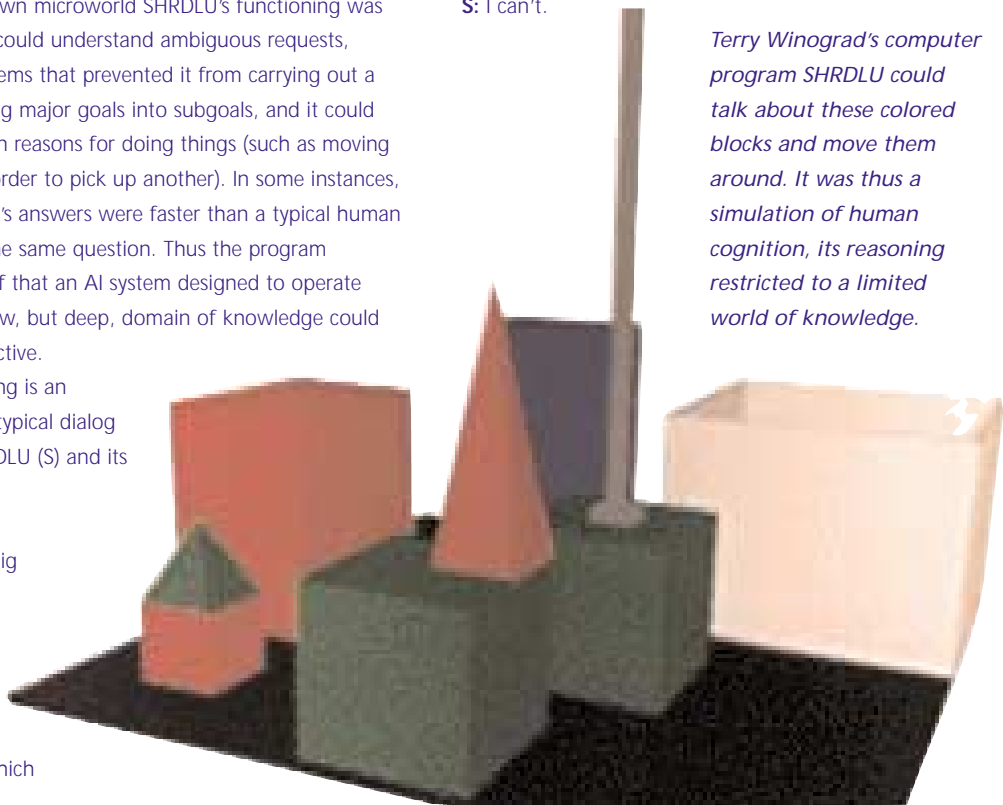 own microworld SHRDLU's functioning was
could understand ambiguous requests,
ems that prevented it from carrying out a
g major goals into subgoals, and it could
n reasons for doing things (such as moving
order to pick up another). In some instances,
's answers were faster than a typical human
he same question. Thus the program
f that an AI system designed to operate
w, but deep, domain of knowledge could
ctive.
ng is an
typical dialog
DLU (S) and its
ig
hich
S: I can't.
Terry Winograd's computer
program SHRDLU could
talk about these colored
blocks and move them
around. It was thus a
simulation of human
cognition, its reasoning
restricted to a limited
world of knowledge.